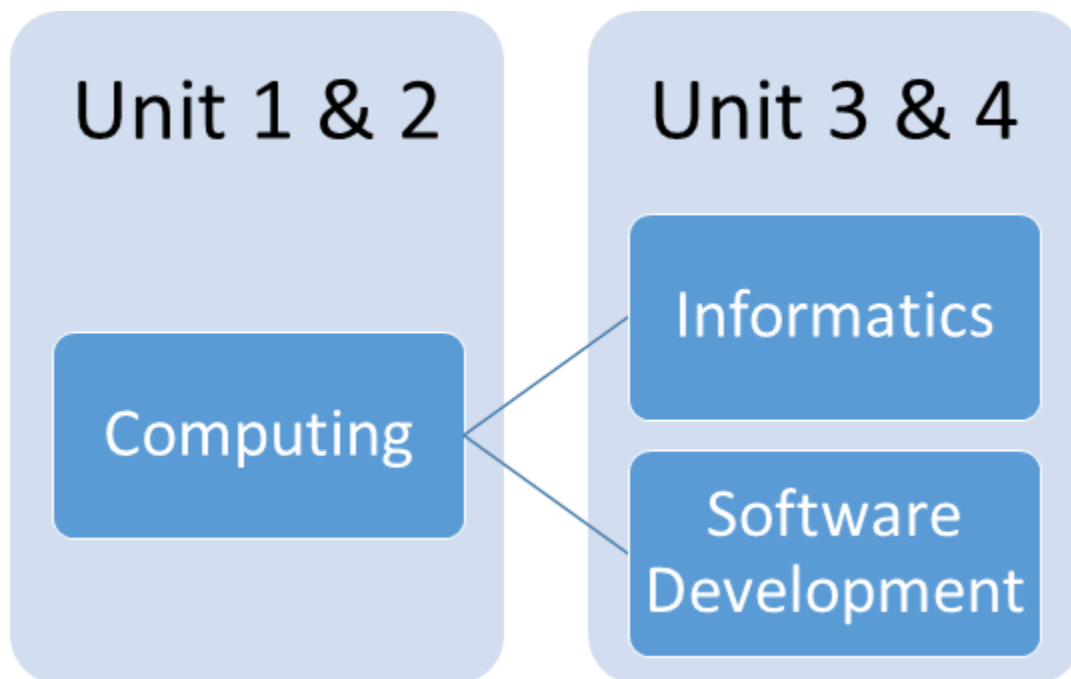 Unit 1 & 2
Computing
Unit 3 & 4
Informatics
Software
Development